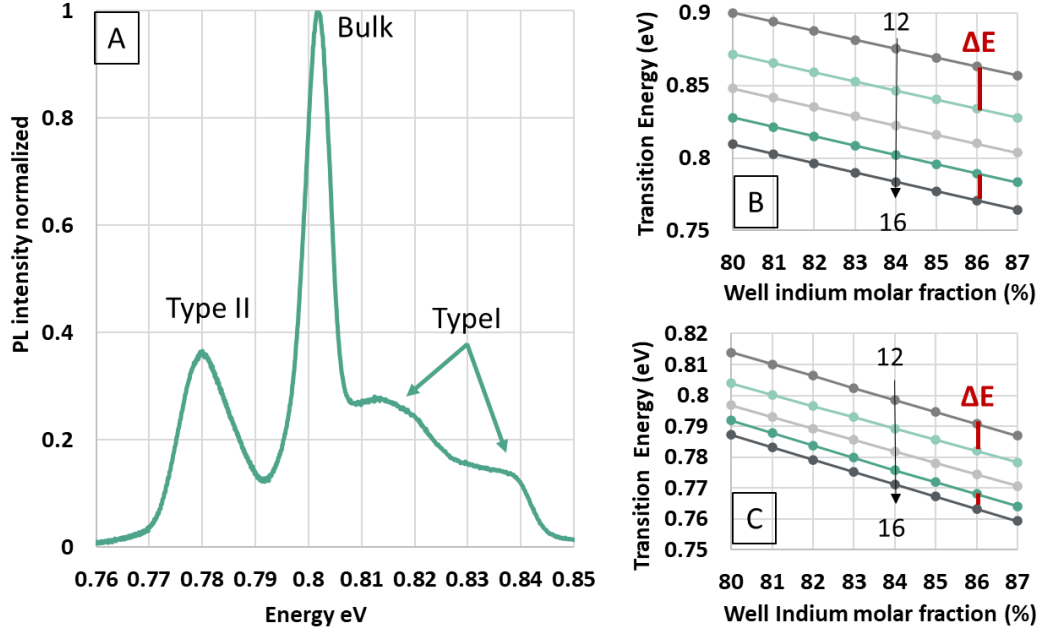 A
PL intensity normalized
1
0.8
0.6
0.4
0.2
0
Bulk
Type II
TypeI
0.76 0.77 0.78 0.79 0.8 0.81 0.82 0.83 0.84 0.85
Energy eV
Transition Energy (eV)
0.9
0.85
0.8
0.75
12
ΔE
B
16
80 81 82 83 84 85 86 87
Well indium molar fraction (%)
Transition Energy (eV)
0.82
0.81
0.8
0.79
0.78
0.77
0.76
0.75
12
ΔE
C
16
80 81 82 83 84 85 86 87
Well Indium molar fraction (%)